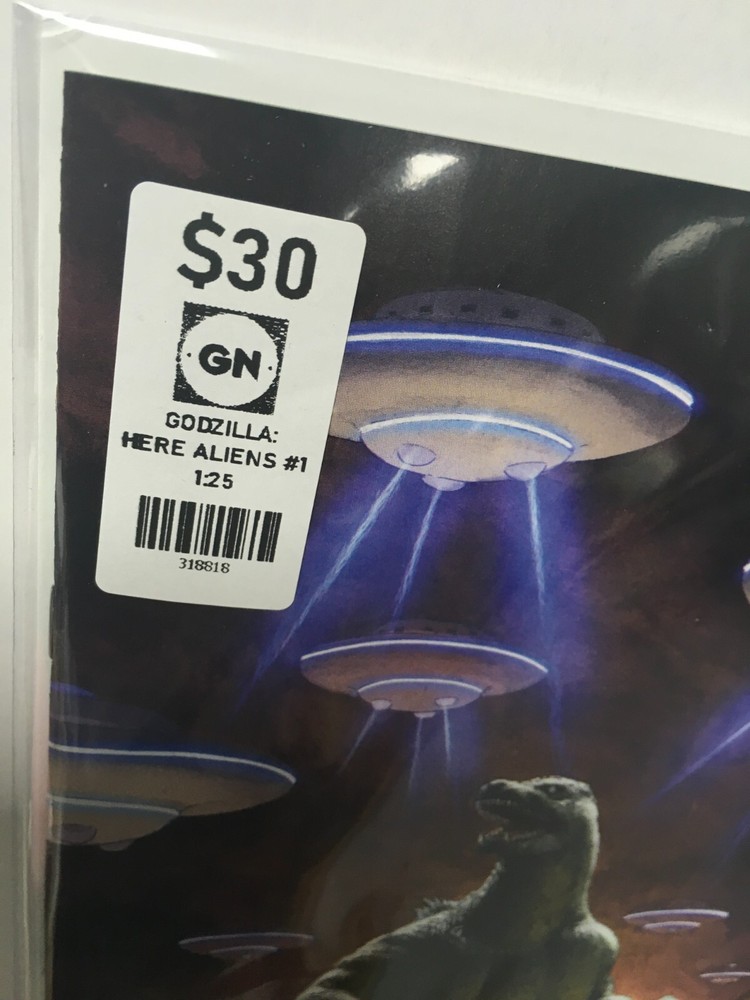 $30
GN
GODZILLA:
HERE ALIENS #1
1:25
318818